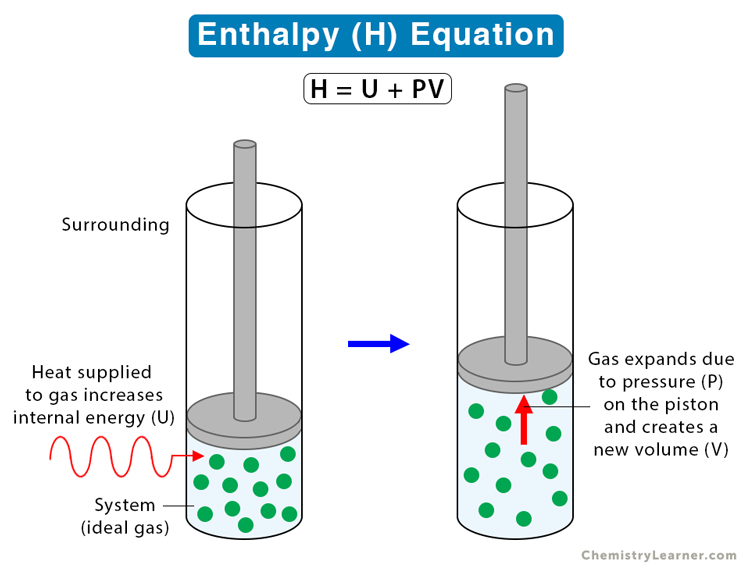 Enthalpy (H) Equation
H = U + PV
Surrounding
Heat supplied
to gas increases
internal energy (U)
System
(ideal gas)
Gas expands due
to pressure (P)
on the piston
and creates a
new volume (V)
ChemistryLearner.com